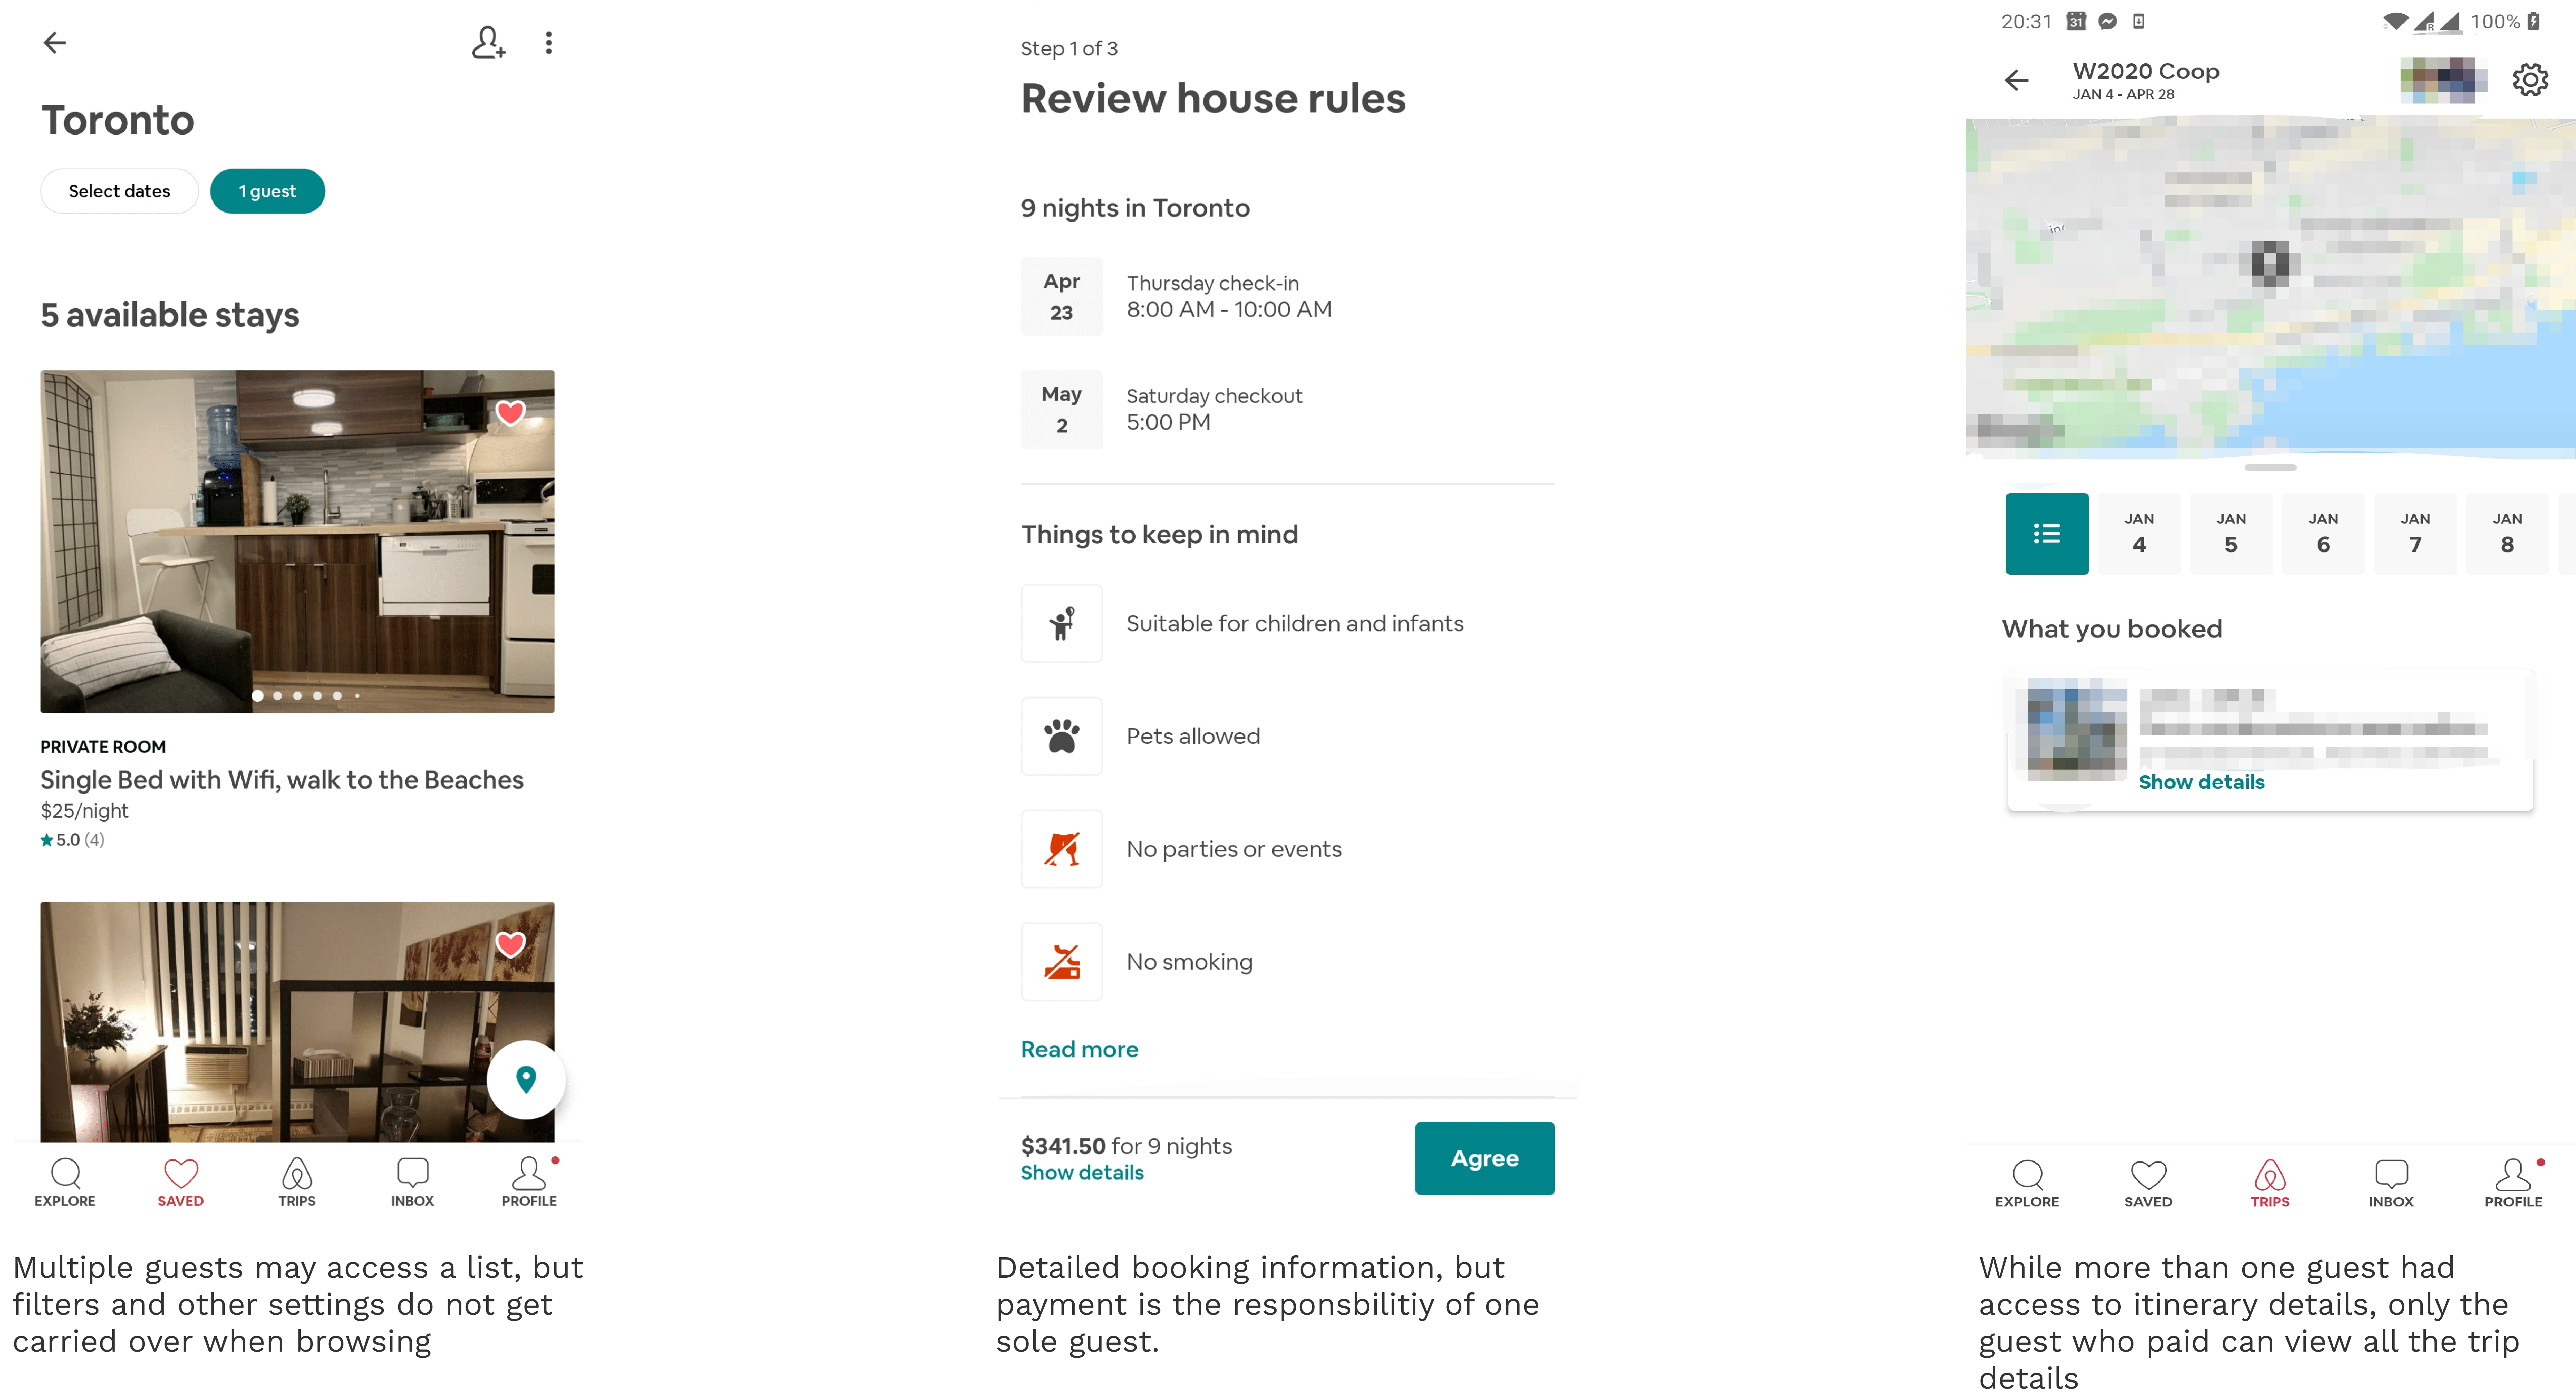 Toronto
Select dates
1 guest
5 available stays
PRIVATE ROOM
Single Bed with Wifi, walk to the Beaches
$25/night
5.0 (4)
EXPLORE
SAVED
TRIPS
INBOX
PROFILE
Multiple guests may access a list, but
filters and other settings do not get
carried over when browsing
Step 1 of 3
Review house rules
9 nights in Toronto
Apr
23
Thursday check-in
8:00 AM - 10:00 AM
May
2
Saturday checkout
5:00 PM
Things to keep in mind
Suitable for children and infants
Pets allowed
No parties or events
No smoking
Read more
$341.50 for 9 nights
Show details
Agree
Detailed booking information, but
payment is the responsbilitiy of one
sole guest.
20:31
31
R
100%
W2020 Coop
JAN 4 - APR 28
JAN
4
JAN
5
JAN
6
JAN
7
JAN
8
What you booked
Show details
EXPLORE
SAVED
TRIPS
INBOX
PROFILE
While more than one guest had
access to itinerary details, only the
guest who paid can view all the trip
details